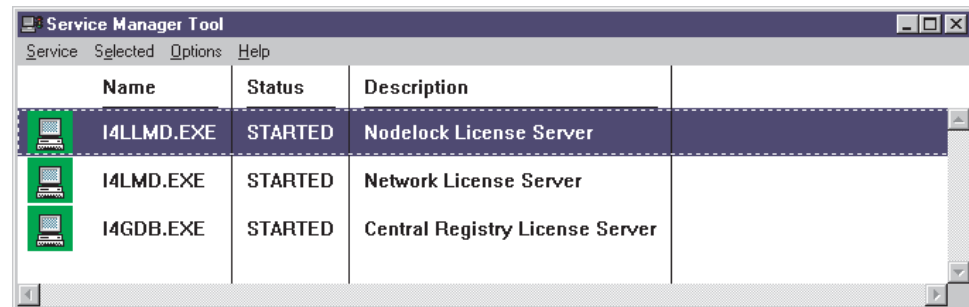 Service Manager Tool
Service Selected Options Help
Name Status Description
I4LLMD.EXE STARTED Nodelock License Server
I4LMD.EXE STARTED Network License Server
I4GDB.EXE STARTED Central Registry License Server